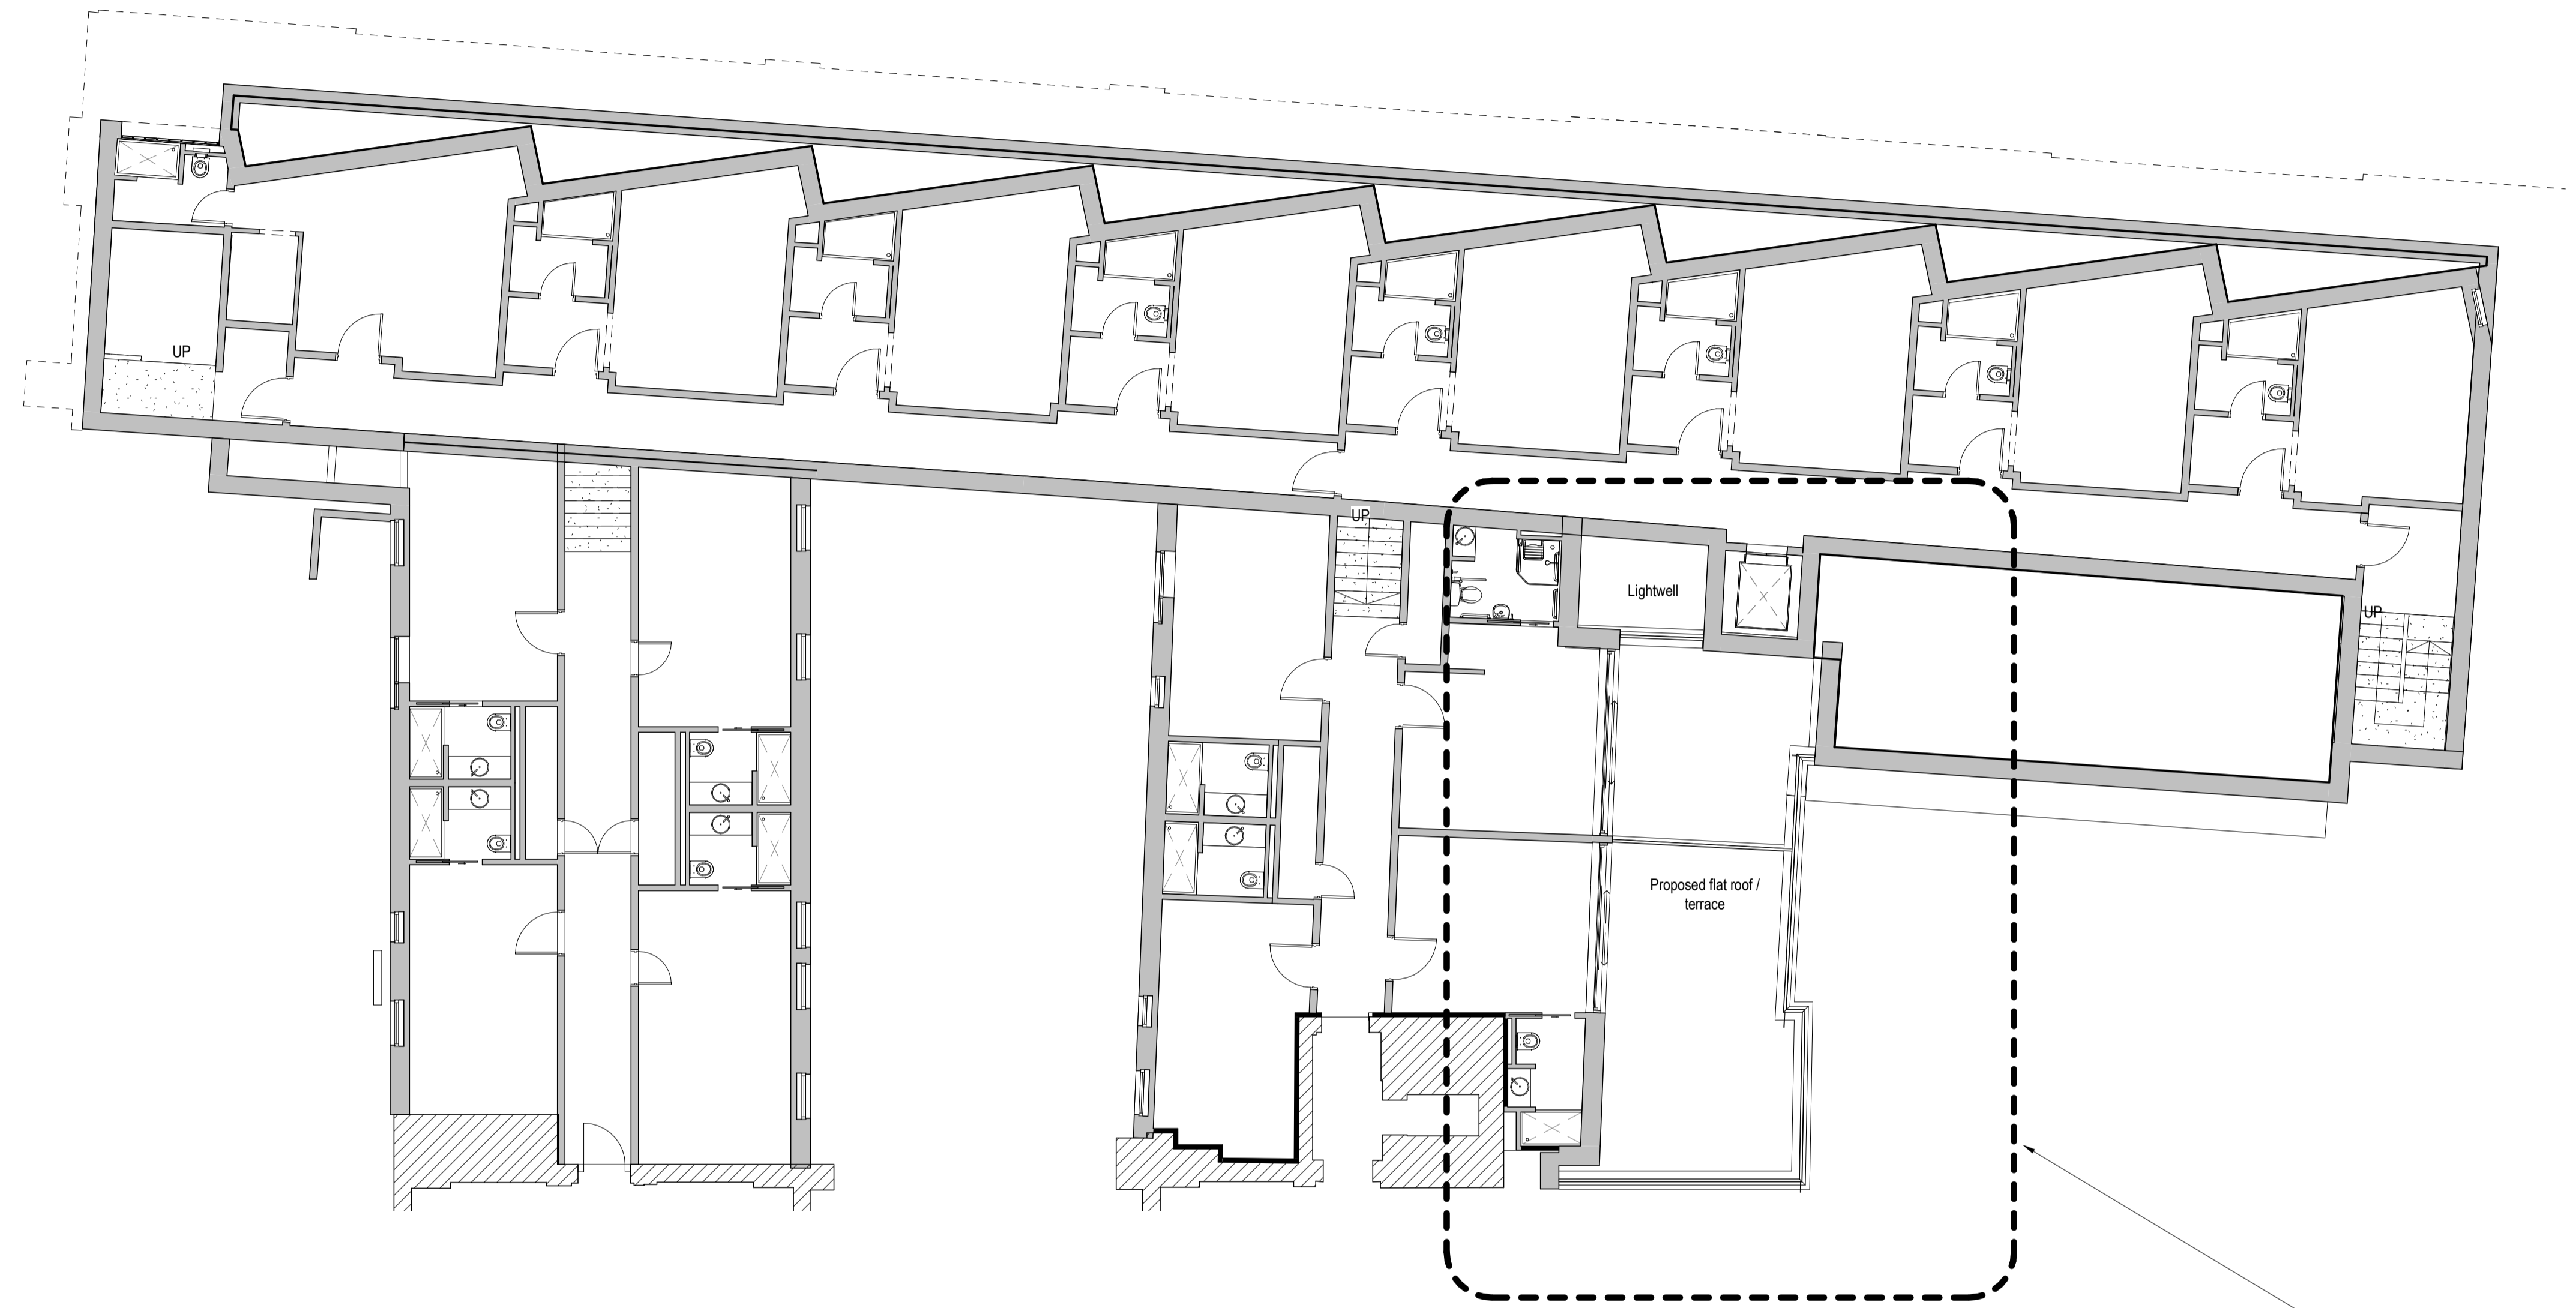 UP
UP
Lightwell
UP
Proposed flat roof /
terrace